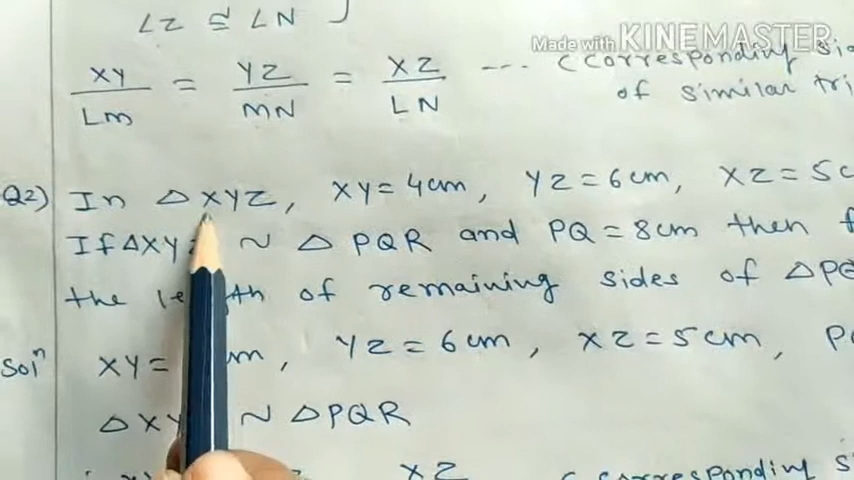 ∠Z ≅ ∠N }
Made with KINEMASTER
XY/LM = YZ/MN = XZ/LN --- (corresponding
of similar
Q2) In △XYZ, XY = 4cm, YZ = 6cm, XZ = 5c
If △XY ~ △PQR and PQ = 8cm then
the of remaining sides of △PQ
Solⁿ XY = m, YZ = 6cm, XZ = 5cm, P
△XY ~ △PQR
XZ (corresponding